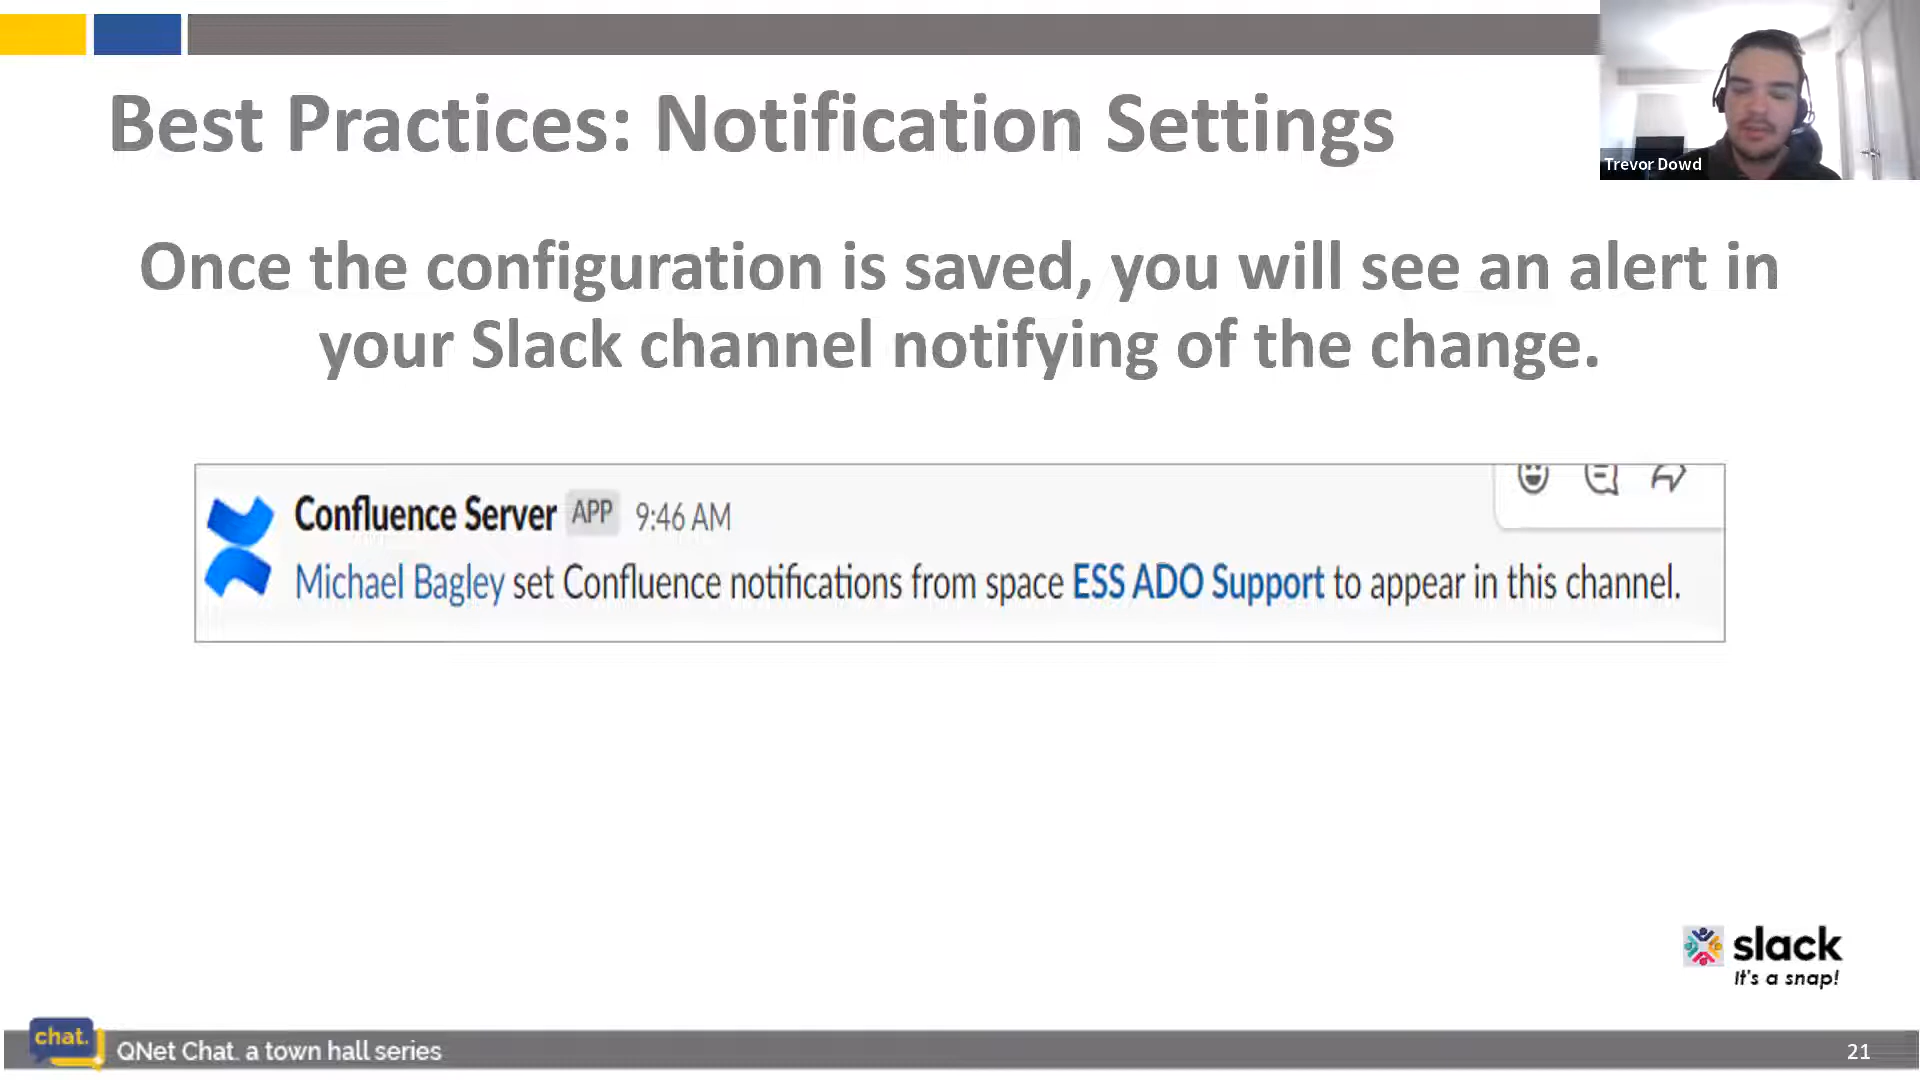 Best Practices: Notification Settings
Trevor Dowd
Once the configuration is saved, you will see an alert in
your Slack channel notifying of the change.
Confluence Server APP 9:46 AM
Michael Bagley set Confluence notifications from space ESS ADO Support to appear in this channel.
slack
It's a snap!
chat.
QNet Chat. a town hall series
21